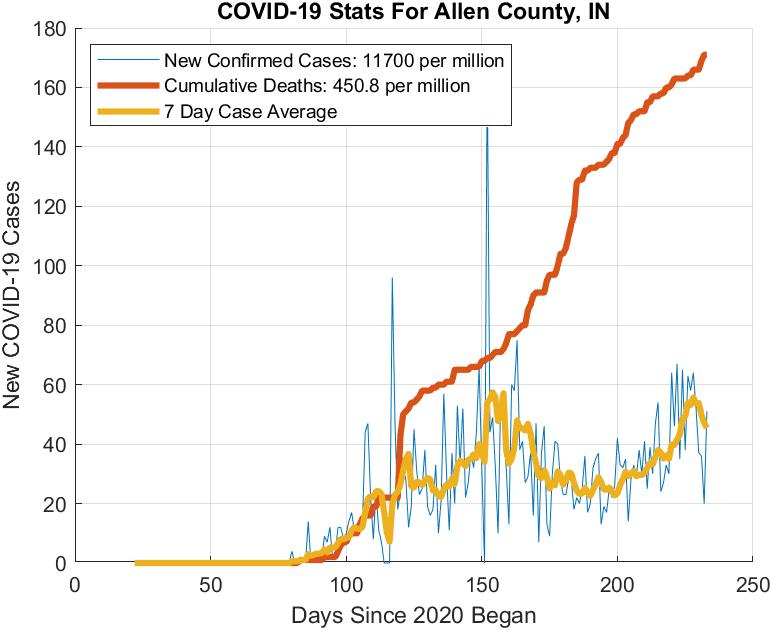 COVID-19 Stats For Allen County, IN
180
160
140
120
100
80
60
40
20
0
New COVID-19 Cases
New Confirmed Cases: 11700 per million
Cumulative Deaths: 450.8 per million
7 Day Case Average
0 50 100 150 200 250
Days Since 2020 Began